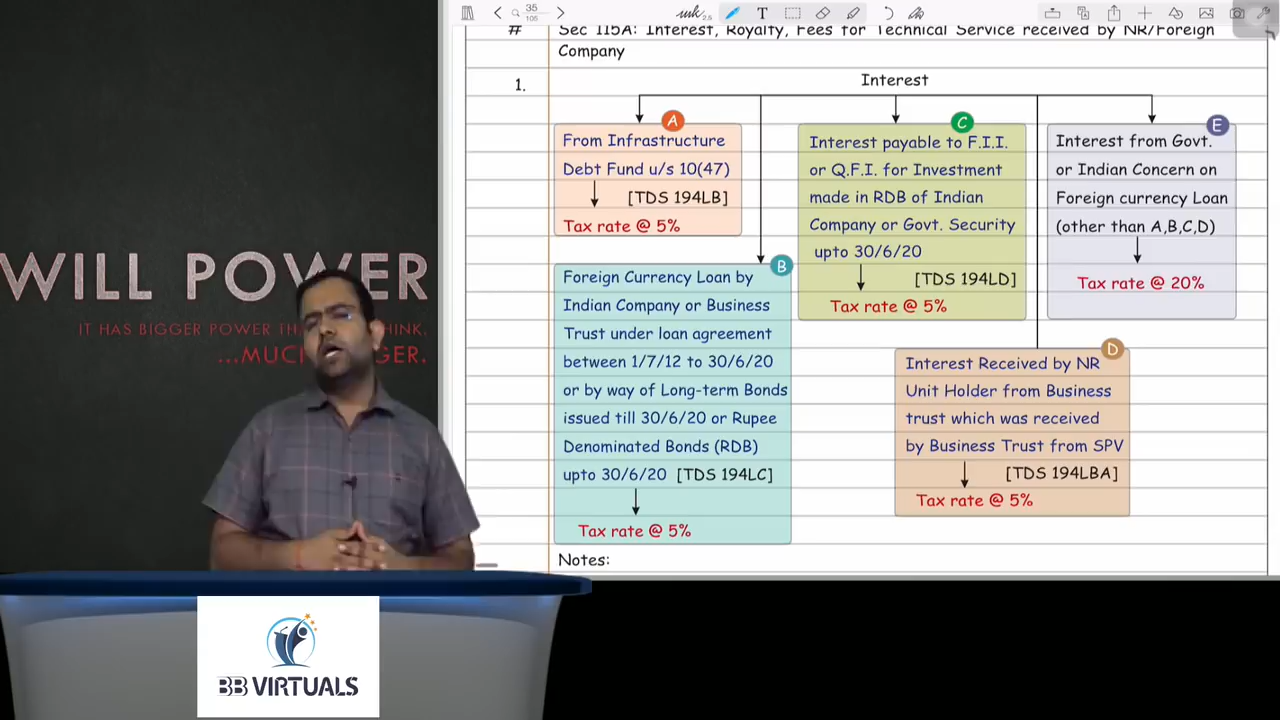 35
105
2.5
T
# Sec 115A: Interest, Royalty, Fees for Technical Service received by NR/Foreign
Company
1. Interest
A
From Infrastructure
Debt Fund u/s 10(47)
[TDS 194LB]
Tax rate @ 5%
B
Foreign Currency Loan by
Indian Company or Business
Trust under loan agreement
between 1/7/12 to 30/6/20
or by way of Long-term Bonds
issued till 30/6/20 or Rupee
Denominated Bonds (RDB)
upto 30/6/20 [TDS 194LC]
Tax rate @ 5%
C
Interest payable to F.I.I.
or Q.F.I. for Investment
made in RDB of Indian
Company or Govt. Security
upto 30/6/20
[TDS 194LD]
Tax rate @ 5%
D
Interest Received by NR
Unit Holder from Business
trust which was received
by Business Trust from SPV
[TDS 194LBA]
Tax rate @ 5%
E
Interest from Govt.
or Indian Concern on
Foreign currency Loan
(other than A,B,C,D)
Tax rate @ 20%
Notes:
WILL POWER
IT HAS BIGGER POWER
HINK.
...MUC
GER.
BB VIRTUALS